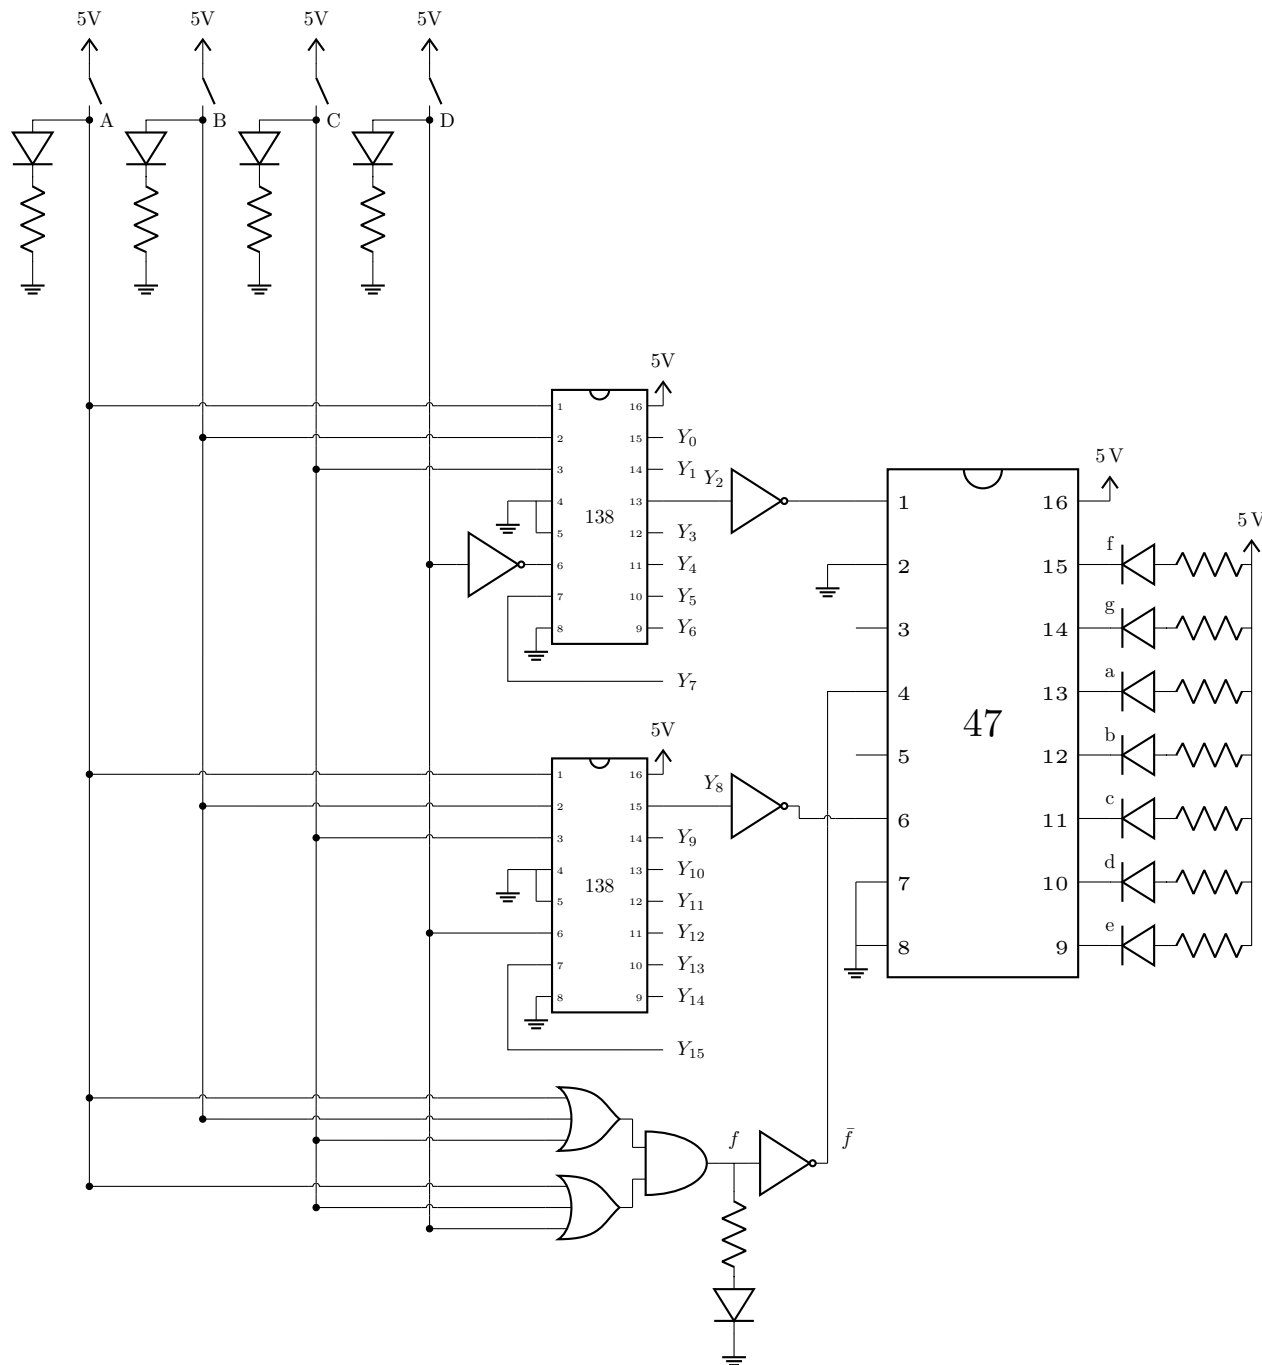 5V 5V 5V 5V
A B C D
5V
1 16
2 15 Y0
3 14 Y1
4 13 Y2
138
5 12 Y3
6 11 Y4
7 10 Y5
8 9 Y6
Y7
5V
1 16
2 15 Y8
3 14 Y9
4 13 Y10
138
5 12 Y11
6 11 Y12
7 10 Y13
8 9 Y14
Y15
5 V
5 V
1 16
2 15 f
3 14 g
4 13 a
47
5 12 b
6 11 c
7 10 d
8 9 e
f f̄